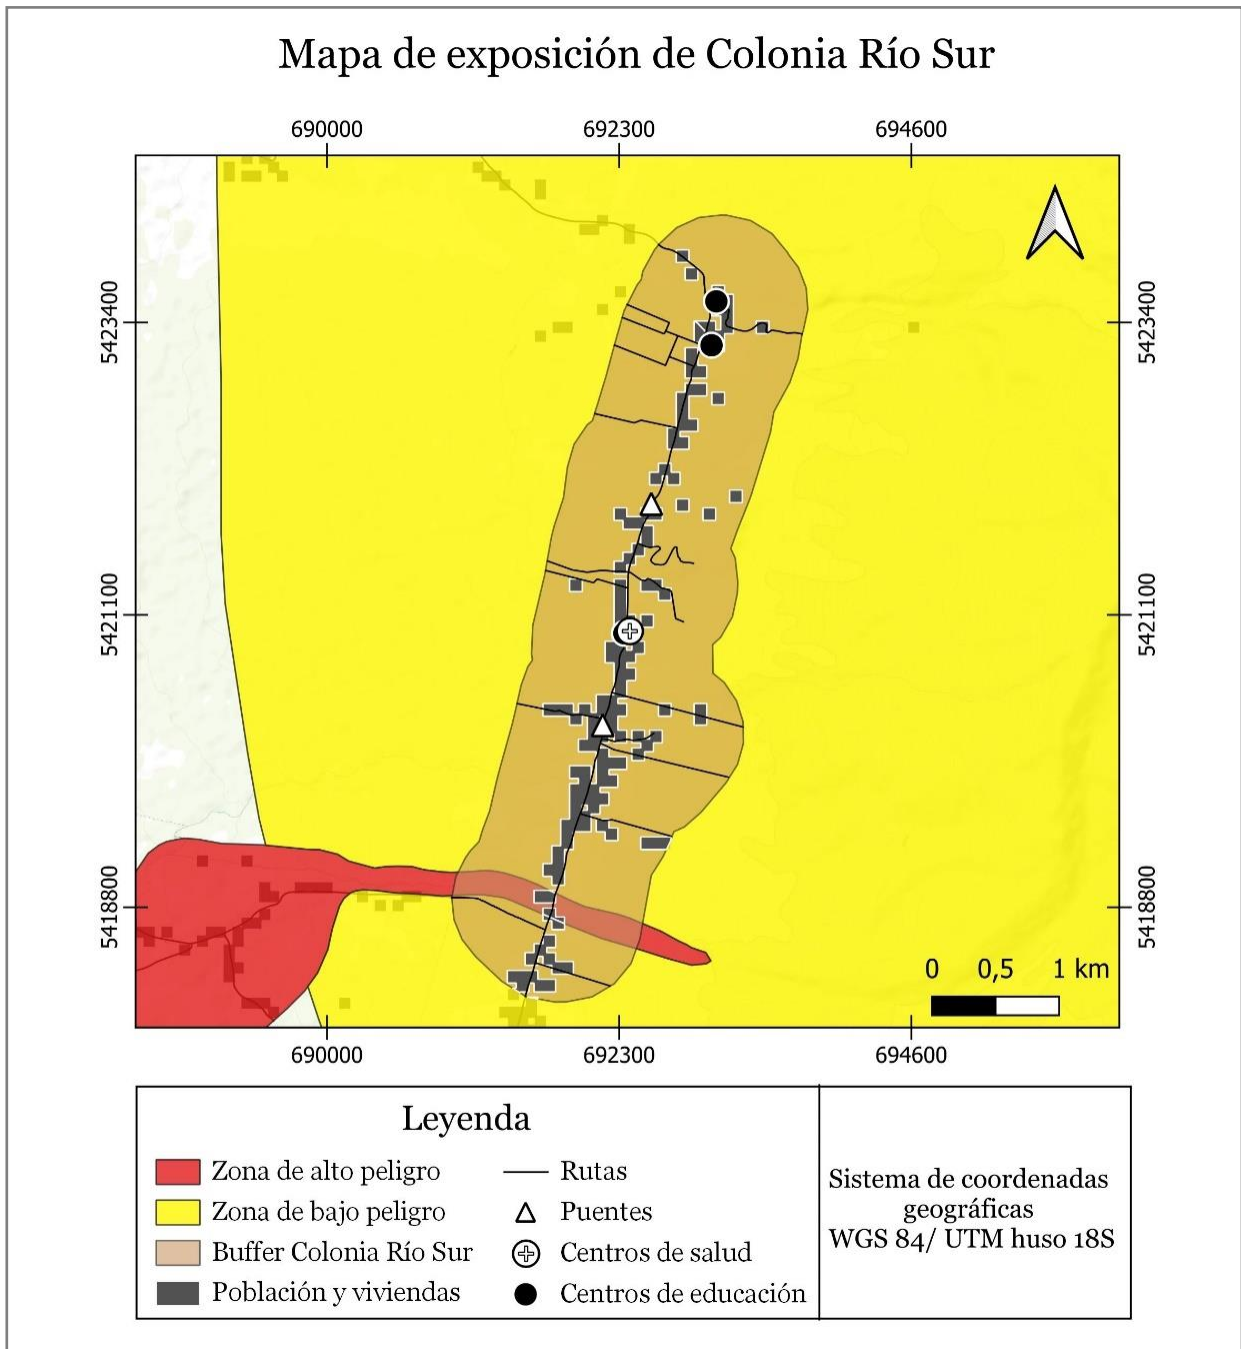 Mapa de exposición de Colonia Río Sur
690000 692300 694600
5423400 5423400
5421100 5421100
5418800 5418800
0 0,5 1 km
690000 692300 694600
Leyenda
Zona de alto peligro
Zona de bajo peligro
Buffer Colonia Río Sur
Población y viviendas
Rutas
Puentes
Centros de salud
Centros de educación
Sistema de coordenadas
geográficas
WGS 84/ UTM huso 18S